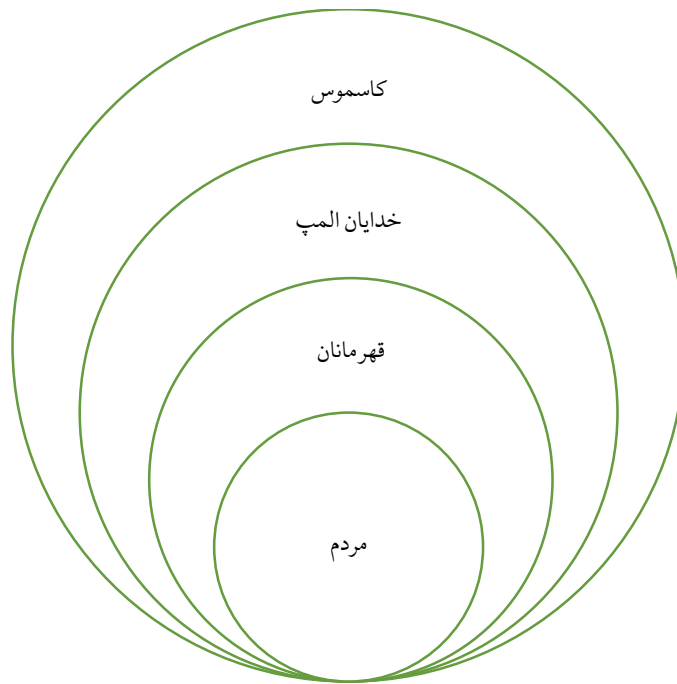 کاسموس
خدایان المپ
قهرمانان
مردم